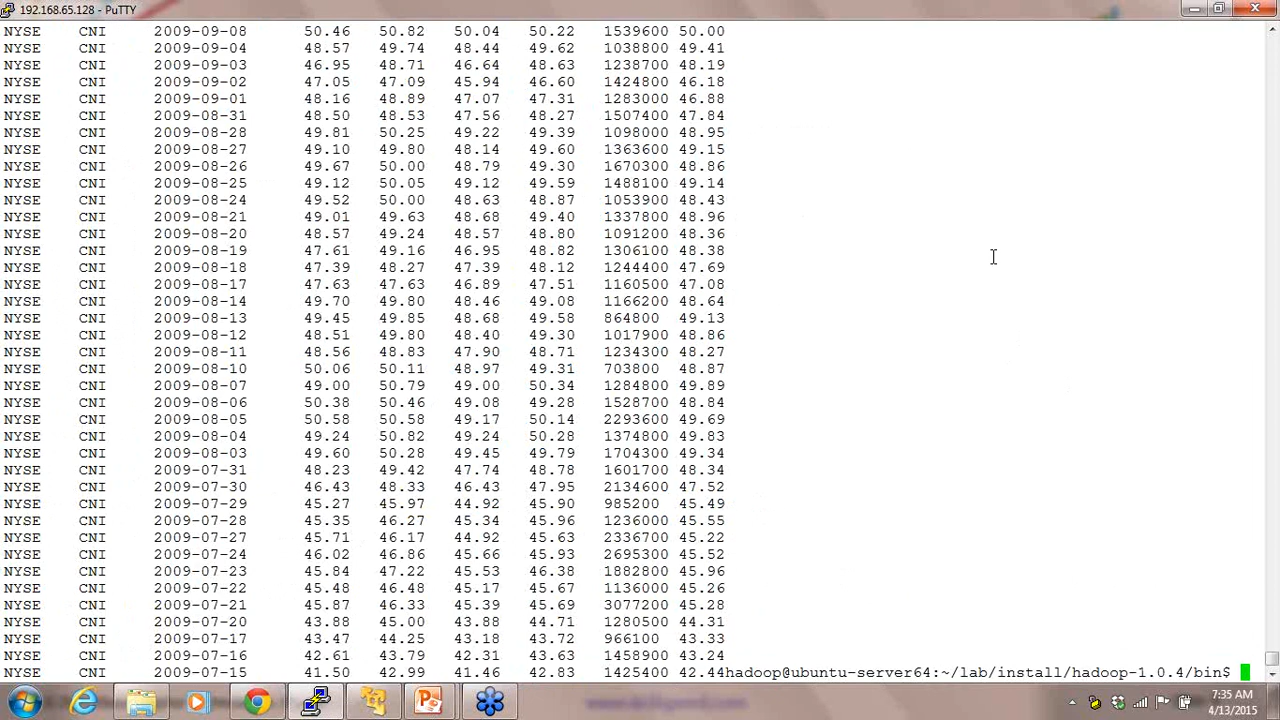 192.168.65.128 - PuTTY
NYSE CNI 2009-09-08 50.46 50.82 50.04 50.22 1539600 50.00
NYSE CNI 2009-09-04 48.57 49.74 48.44 49.62 1038800 49.41
NYSE CNI 2009-09-03 46.95 48.71 46.64 48.63 1238700 48.19
NYSE CNI 2009-09-02 47.05 47.09 45.94 46.60 1424800 46.18
NYSE CNI 2009-09-01 48.16 48.89 47.07 47.31 1283000 46.88
NYSE CNI 2009-08-31 48.50 48.53 47.56 48.27 1507400 47.84
NYSE CNI 2009-08-28 49.81 50.25 49.22 49.39 1098000 48.95
NYSE CNI 2009-08-27 49.10 49.80 48.14 49.60 1363600 49.15
NYSE CNI 2009-08-26 49.67 50.00 48.79 49.30 1670300 48.86
NYSE CNI 2009-08-25 49.12 50.05 49.12 49.59 1488100 49.14
NYSE CNI 2009-08-24 49.52 50.00 48.63 48.87 1053900 48.43
NYSE CNI 2009-08-21 49.01 49.63 48.68 49.40 1337800 48.96
NYSE CNI 2009-08-20 48.57 49.24 48.57 48.80 1091200 48.36
NYSE CNI 2009-08-19 47.61 49.16 46.95 48.82 1306100 48.38
NYSE CNI 2009-08-18 47.39 48.27 47.39 48.12 1244400 47.69
NYSE CNI 2009-08-17 47.63 47.63 46.89 47.51 1160500 47.08
NYSE CNI 2009-08-14 49.70 49.80 48.46 49.08 1166200 48.64
NYSE CNI 2009-08-13 49.45 49.85 48.68 49.58 864800 49.13
NYSE CNI 2009-08-12 48.51 49.80 48.40 49.30 1017900 48.86
NYSE CNI 2009-08-11 48.56 48.83 47.90 48.71 1234300 48.27
NYSE CNI 2009-08-10 50.06 50.11 48.97 49.31 703800 48.87
NYSE CNI 2009-08-07 49.00 50.79 49.00 50.34 1284800 49.89
NYSE CNI 2009-08-06 50.38 50.46 49.08 49.28 1528700 48.84
NYSE CNI 2009-08-05 50.58 50.58 49.17 50.14 2293600 49.69
NYSE CNI 2009-08-04 49.24 50.82 49.24 50.28 1374800 49.83
NYSE CNI 2009-08-03 49.60 50.28 49.45 49.79 1704300 49.34
NYSE CNI 2009-07-31 48.23 49.42 47.74 48.78 1601700 48.34
NYSE CNI 2009-07-30 46.43 48.33 46.43 47.95 2134600 47.52
NYSE CNI 2009-07-29 45.27 45.97 44.92 45.90 985200 45.49
NYSE CNI 2009-07-28 45.35 46.27 45.34 45.96 1236000 45.55
NYSE CNI 2009-07-27 45.71 46.17 44.92 45.63 2336700 45.22
NYSE CNI 2009-07-24 46.02 46.86 45.66 45.93 2695300 45.52
NYSE CNI 2009-07-23 45.84 47.22 45.53 46.38 1882800 45.96
NYSE CNI 2009-07-22 45.48 46.48 45.17 45.67 1136000 45.26
NYSE CNI 2009-07-21 45.87 46.33 45.39 45.69 3077200 45.28
NYSE CNI 2009-07-20 43.88 45.00 43.88 44.71 1280500 44.31
NYSE CNI 2009-07-17 43.47 44.25 43.18 43.72 966100 43.33
NYSE CNI 2009-07-16 42.61 43.79 42.31 43.63 1458900 43.24
NYSE CNI 2009-07-15 41.50 42.99 41.46 42.83 1425400 42.44hadoop@ubuntu-server64:~/lab/install/hadoop-1.0.4/bin$
7:35 AM
4/13/2015